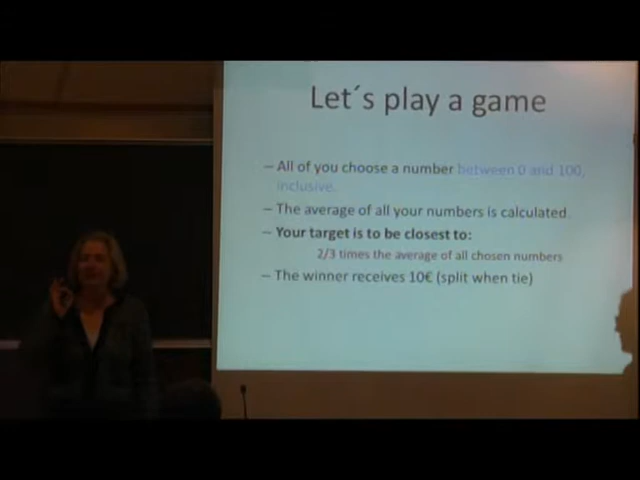 Let´s play a game
– All of you choose a number between 0 and 100,
inclusive.
– The average of all your numbers is calculated.
– Your target is to be closest to:
2/3 times the average of all chosen numbers
– The winner receives 10€ (split when tie)